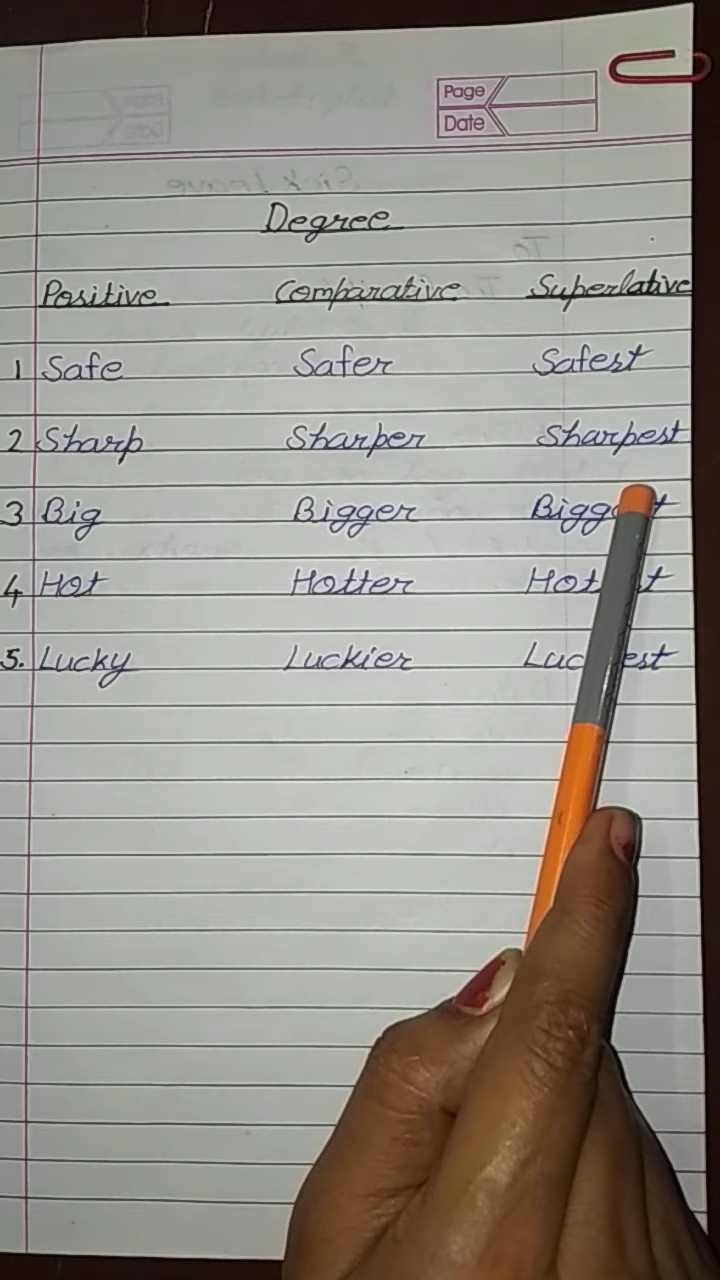 Page
Date
Degree
Positive Comparative Superlative
1 Safe Safer Safest
2 Sharp Sharper Sharpest
3 Big Bigger
4 Hot Hotter
5. Lucky Luckier